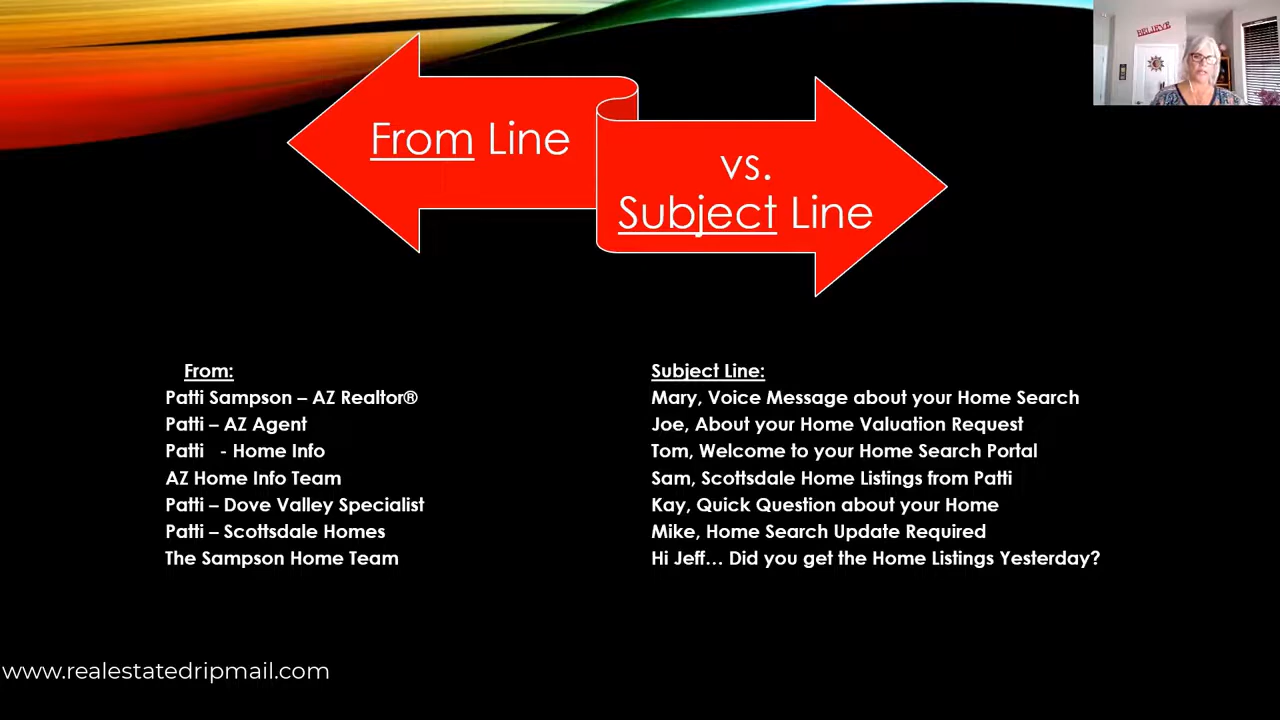 BELIEVE
From Line
vs.
Subject Line
From:
Patti Sampson – AZ Realtor®
Patti – AZ Agent
Patti   - Home Info
AZ Home Info Team
Patti – Dove Valley Specialist
Patti – Scottsdale Homes
The Sampson Home Team
Subject Line:
Mary, Voice Message about your Home Search
Joe, About your Home Valuation Request
Tom, Welcome to your Home Search Portal
Sam, Scottsdale Home Listings from Patti
Kay, Quick Question about your Home
Mike, Home Search Update Required
Hi Jeff... Did you get the Home Listings Yesterday?
www.realestatedripmail.com